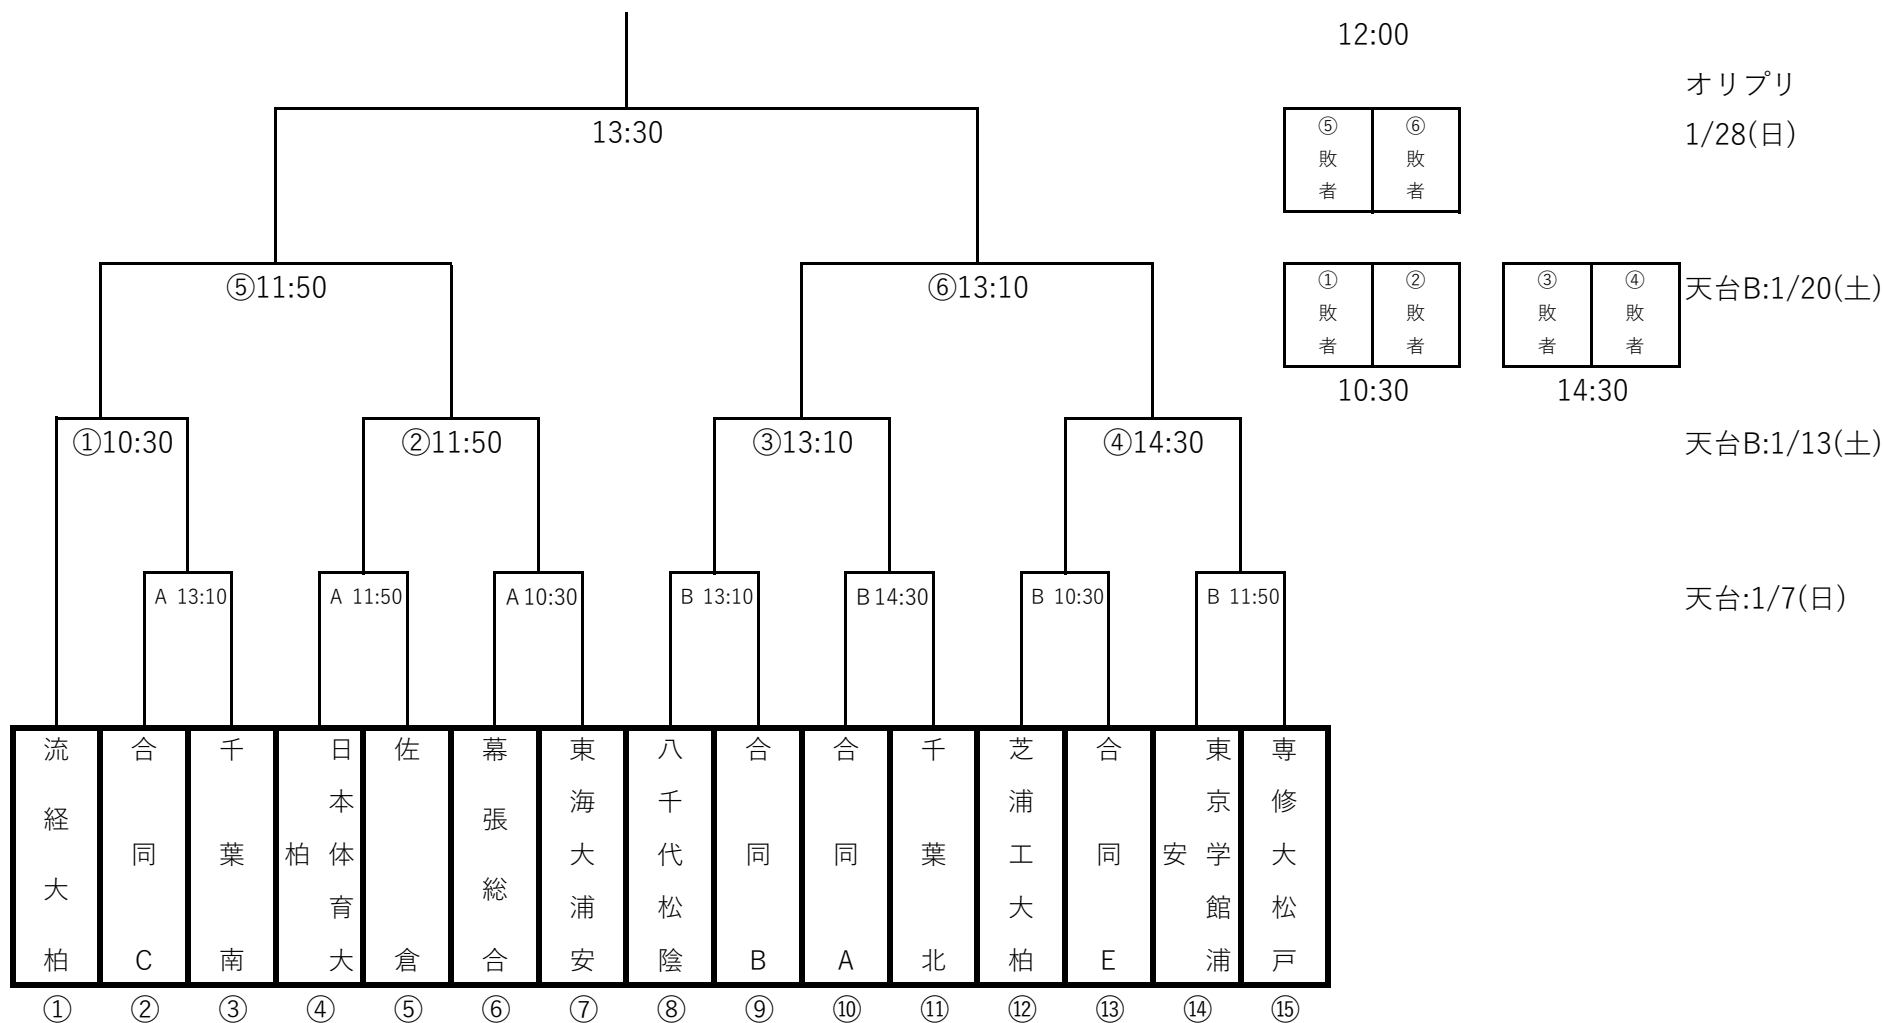 12:00
オリプリ
13:30
⑤敗者
⑥敗者
1/28(日)
⑤11:50
⑥13:10
①敗者
②敗者
③敗者
④敗者
天台B:1/20(土)
10:30
14:30
①10:30
②11:50
③13:10
④14:30
天台B:1/13(土)
A 13:10
A 11:50
A 10:30
B 13:10
B 14:30
B 10:30
B 11:50
天台:1/7(日)
流経大柏
合同C
千葉南
日本体育大柏
佐倉
幕張総合
東海大浦安
八千代松陰
合同B
合同A
千葉北
芝浦工大柏
合同E
東京学館浦安
専修大松戸
① ② ③ ④ ⑤ ⑥ ⑦ ⑧ ⑨ ⑩ ⑪ ⑫ ⑬ ⑭ ⑮